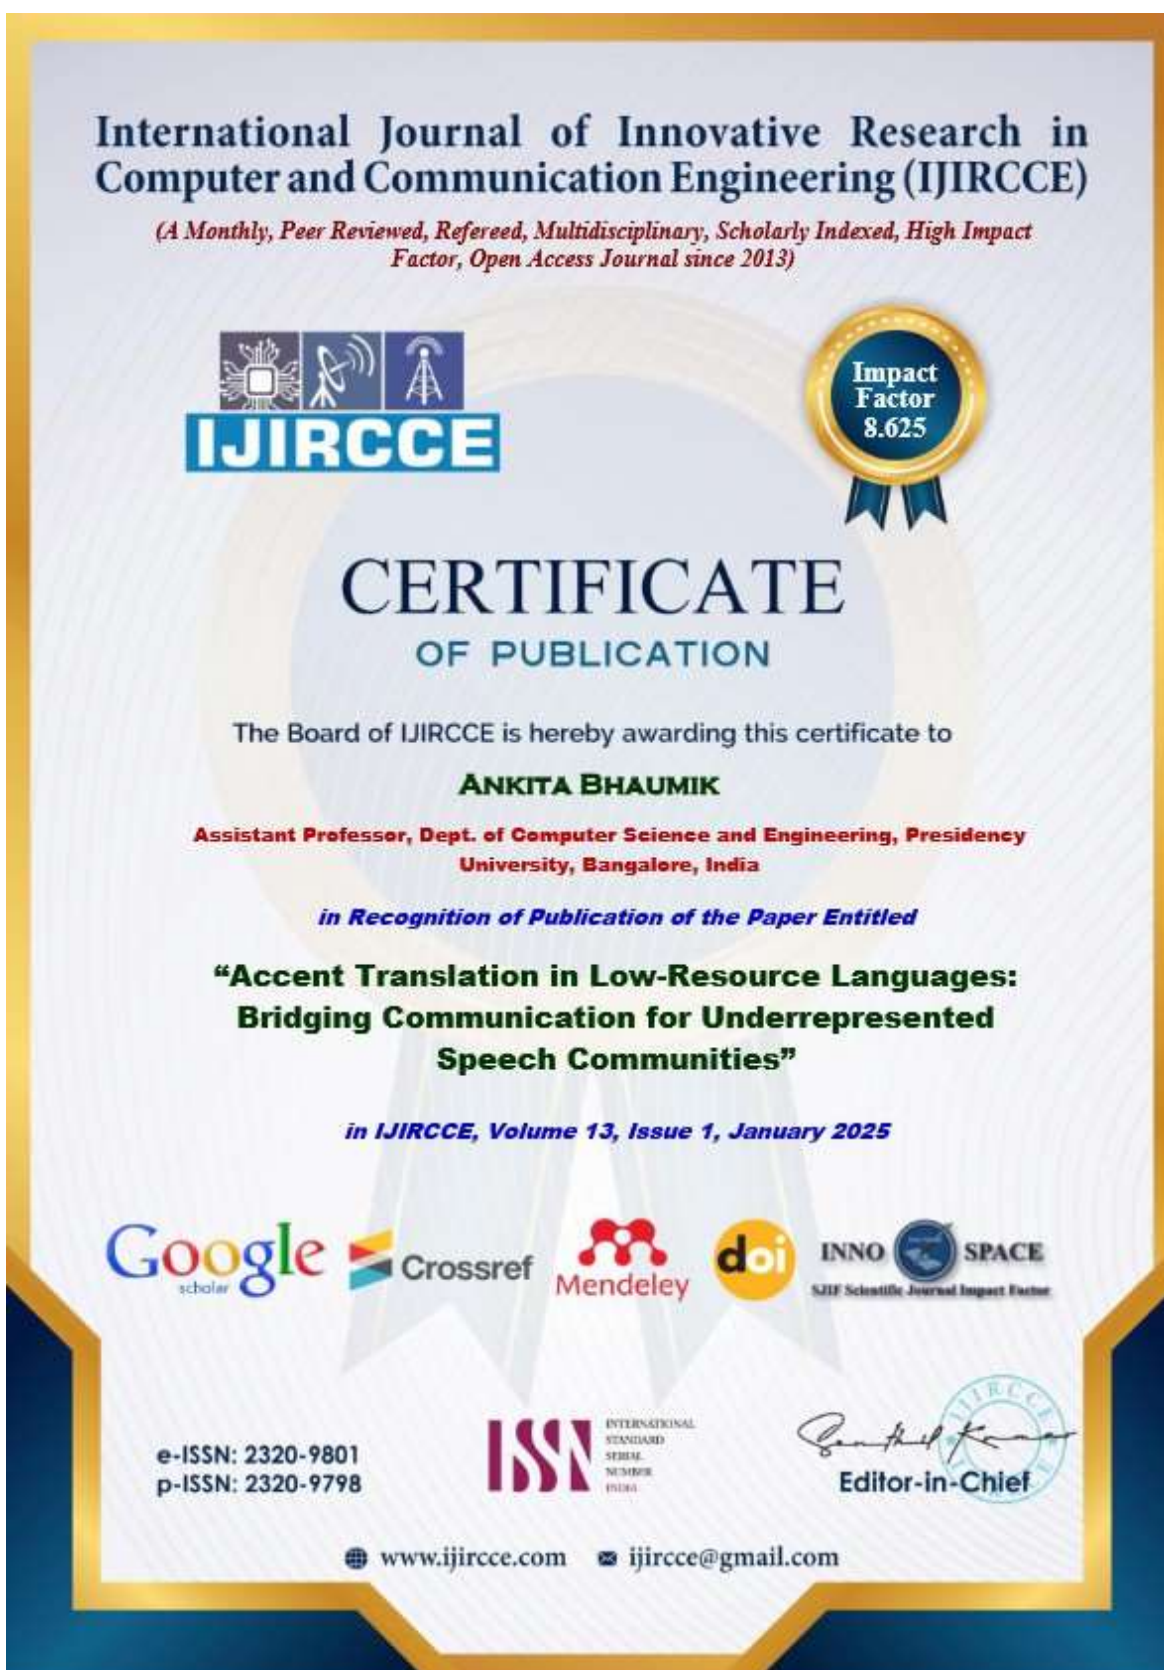 International Journal of Innovative Research in
Computer and Communication Engineering (IJIRCCE)
(A Monthly, Peer Reviewed, Refereed, Multidisciplinary, Scholarly Indexed, High Impact
Factor, Open Access Journal since 2013)
IJIRCCE
Impact
Factor
8.625
CERTIFICATE
OF PUBLICATION
The Board of IJIRCCE is hereby awarding this certificate to
ANKITA BHAUMIK
Assistant Professor, Dept. of Computer Science and Engineering, Presidency
University, Bangalore, India
in Recognition of Publication of the Paper Entitled
“Accent Translation in Low-Resource Languages:
Bridging Communication for Underrepresented
Speech Communities”
in IJIRCCE, Volume 13, Issue 1, January 2025
Google
scholar
Crossref
Mendeley
doi
INNO SPACE
SJIF Scientific Journal Impact Factor
e-ISSN: 2320-9801
p-ISSN: 2320-9798
ISSN
INTERNATIONAL
STANDARD
SERIAL
NUMBER
INDIA
IJIRCCE
Senthil Kumar
Editor-in-Chief
www.ijircce.com ijircce@gmail.com